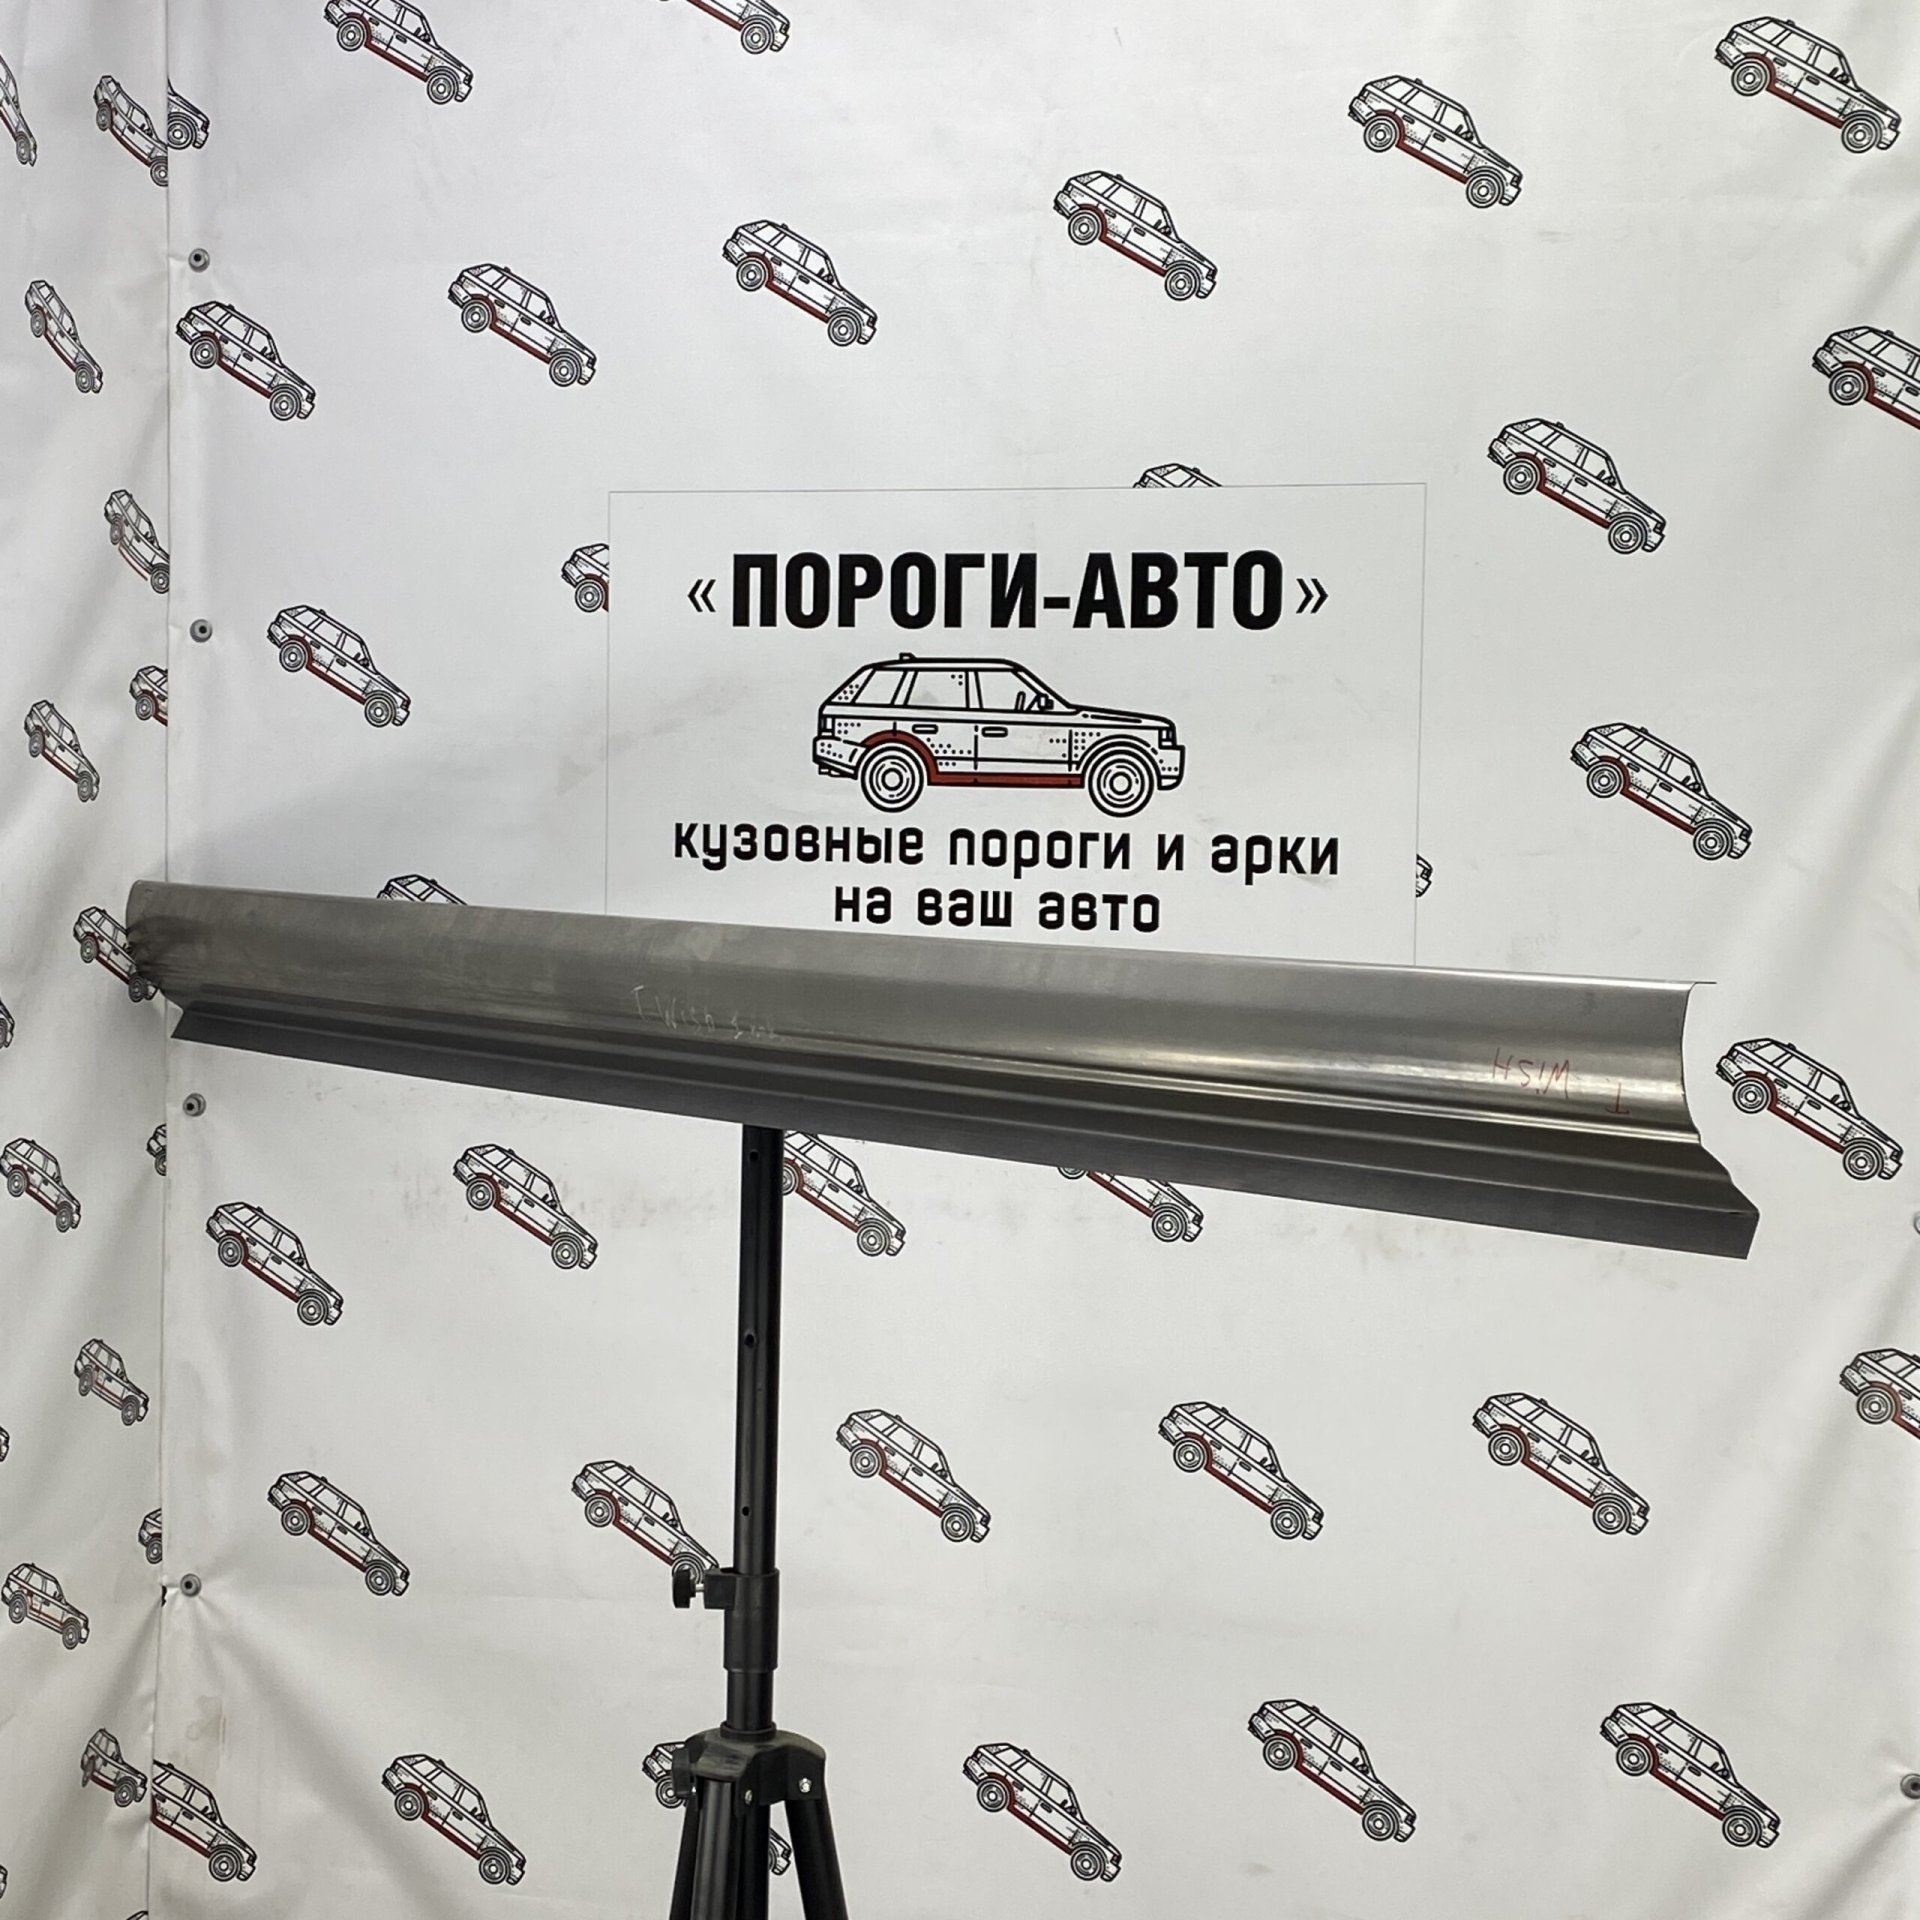 «ПОРОГИ-АВТО»
кузовные пороги и арки
на ваш авто
T WISH